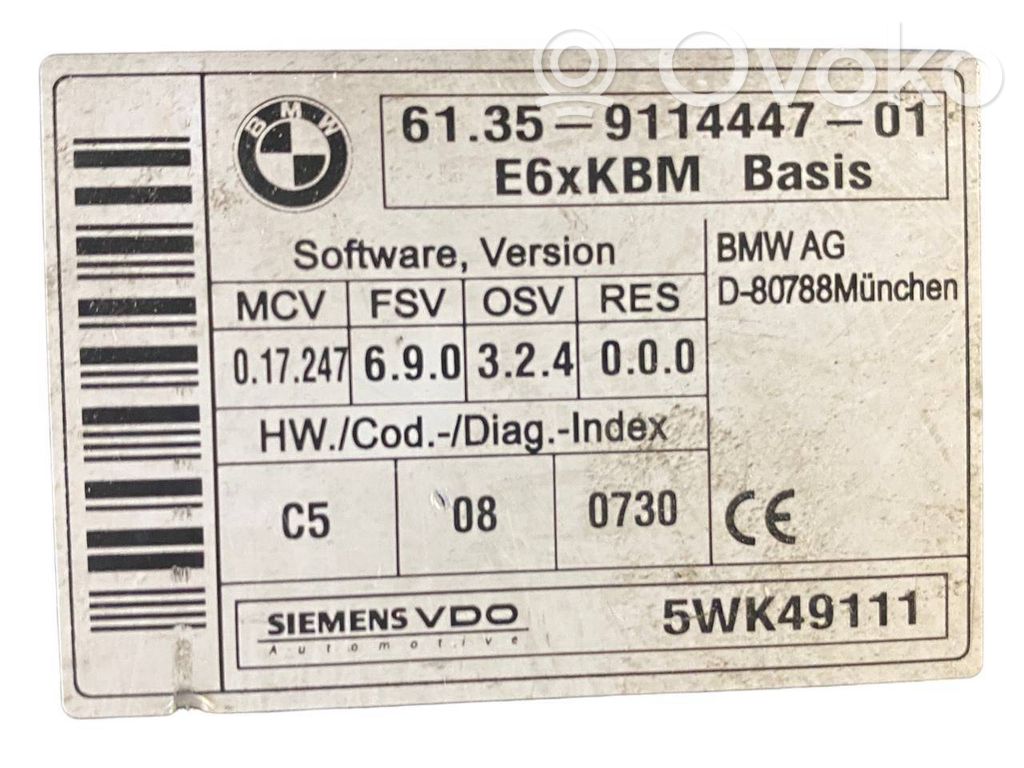 Ovoko
BMW
61.35-9114447-01
E6xKBM Basis
Software, Version
MCV FSV OSV RES
0.17.247 6.9.0 3.2.4 0.0.0
HW./Cod.-/Diag.-Index
C5 08 0730
BMW AG
D-80788München
CE
SIEMENS VDO
Automotive
5WK49111